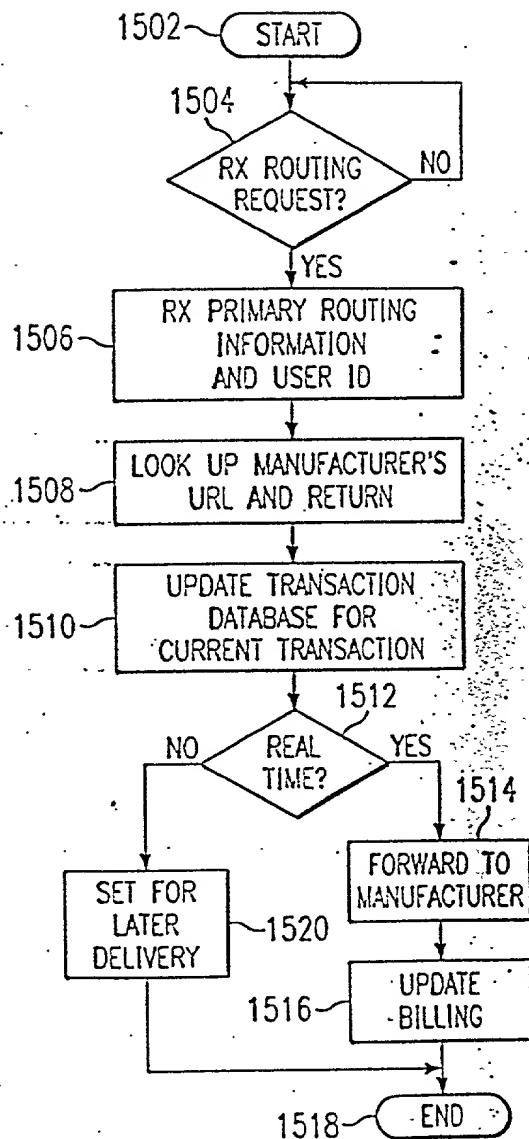 1502
START
1504
RX ROUTING
REQUEST?
NO
YES
1506
RX PRIMARY ROUTING
INFORMATION
AND USER ID
1508
LOOK UP MANUFACTURER'S
URL AND RETURN
1510
UPDATE TRANSACTION
DATABASE FOR
CURRENT TRANSACTION
1512
NO
REAL
TIME?
YES
1514
FORWARD TO
MANUFACTURER
SET FOR
LATER
DELIVERY
1520
1516
UPDATE
BILLING
1518
END